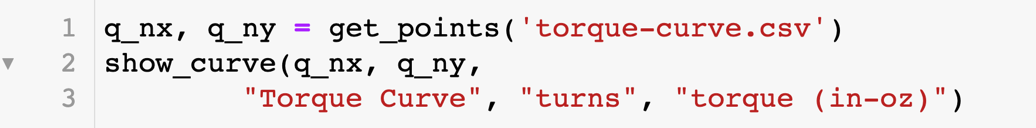 1 q_nx, q_ny = get_points('torque-curve.csv')
2 show_curve(q_nx, q_ny,
3 "Torque Curve", "turns", "torque (in-oz)")